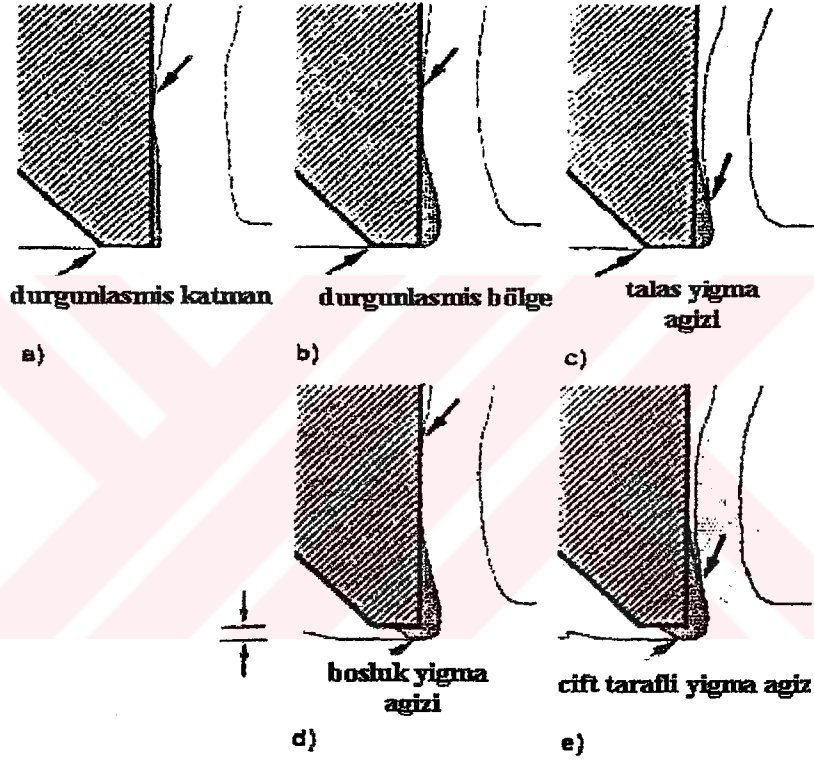 durgunlasmis katman
durgunlasmis bölge
talas yigma
agizi
a)
b)
c)
bosluk yigma
agizi
cift tarafli yigma agiz
d)
e)